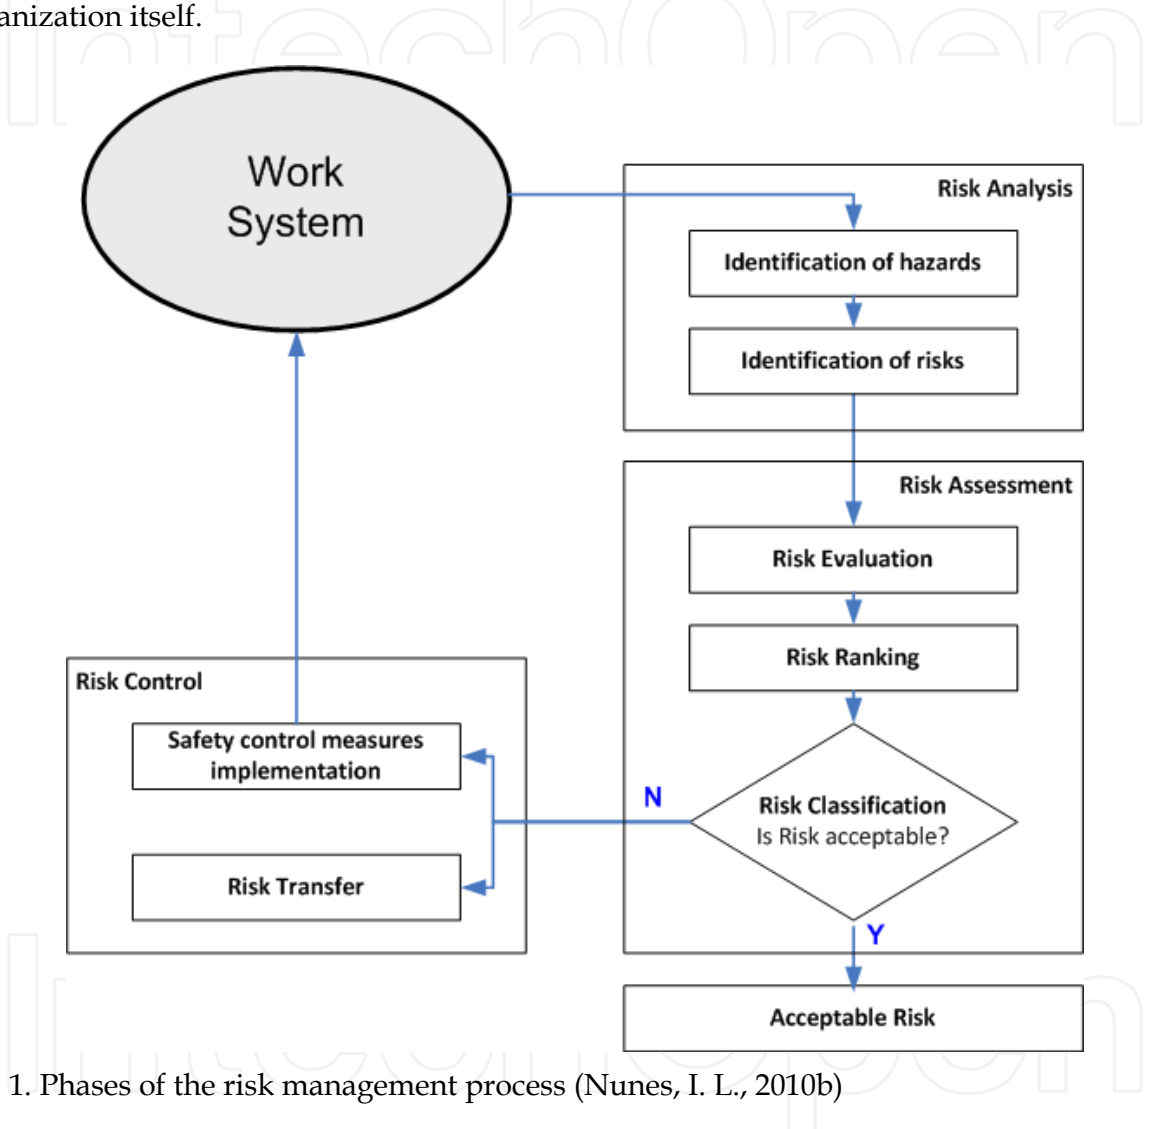 anization itself.
IntechOpen
Work
System
Risk Analysis
Identification of hazards
Identification of risks
Risk Assessment
Risk Evaluation
Risk Ranking
Risk Classification
Is Risk acceptable?
N
Y
Acceptable Risk
Risk Control
Safety control measures
implementation
Risk Transfer
IntechOpen
1. Phases of the risk management process (Nunes, I. L., 2010b)